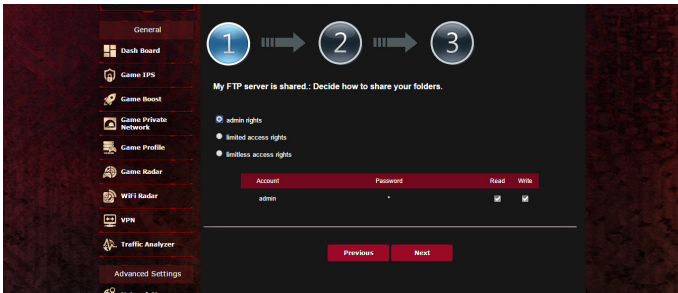 General
Dash Board
Game IPS
Game Boost
Game Private
Network
Game Profile
Game Radar
WiFi Radar
VPN
Traffic Analyzer
Advanced Settings
1
2
3
My FTP server is shared.: Decide how to share your folders.
admin rights
limited access rights
limitless access rights
Account Password Read Write
admin *
Previous Next